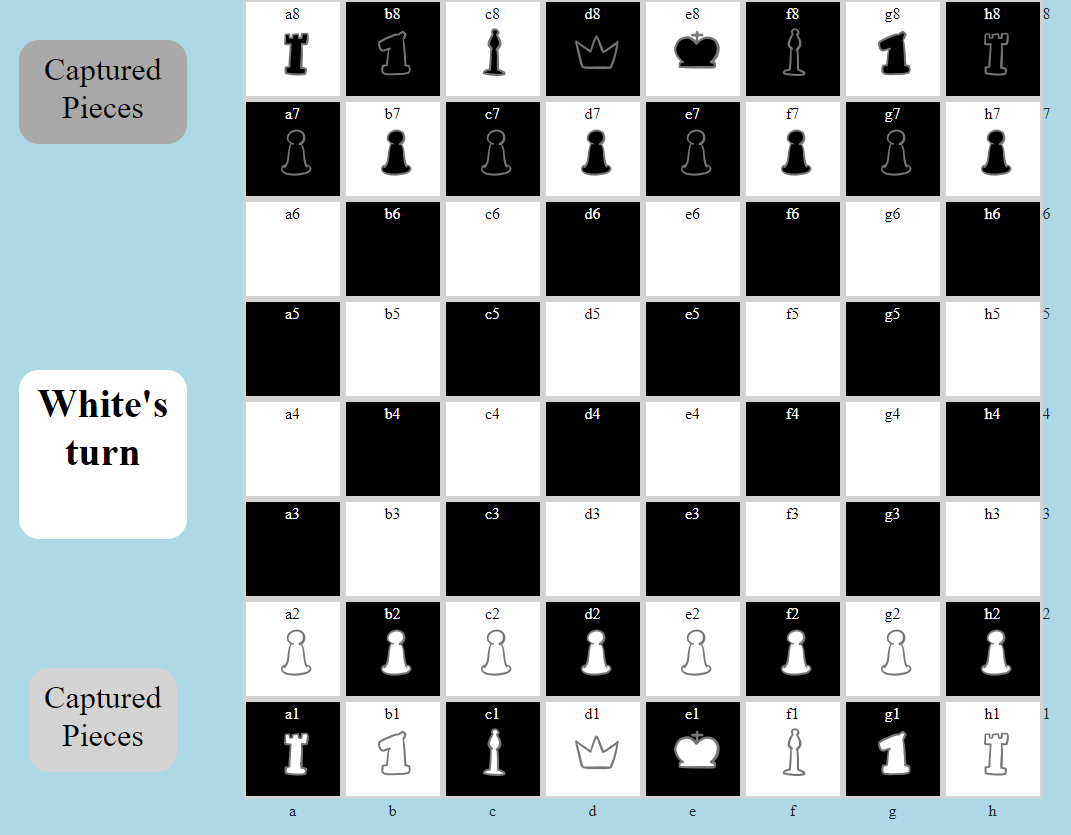 a8 b8 c8 d8 e8 f8 g8 h8 8
Captured
Pieces
a7 b7 c7 d7 e7 f7 g7 h7 7
a6 b6 c6 d6 e6 f6 g6 h6 6
a5 b5 c5 d5 e5 f5 g5 h5 5
White's
turn
a4 b4 c4 d4 e4 f4 g4 h4 4
a3 b3 c3 d3 e3 f3 g3 h3 3
a2 b2 c2 d2 e2 f2 g2 h2 2
Captured
Pieces
a1 b1 c1 d1 e1 f1 g1 h1 1
a b c d e f g h